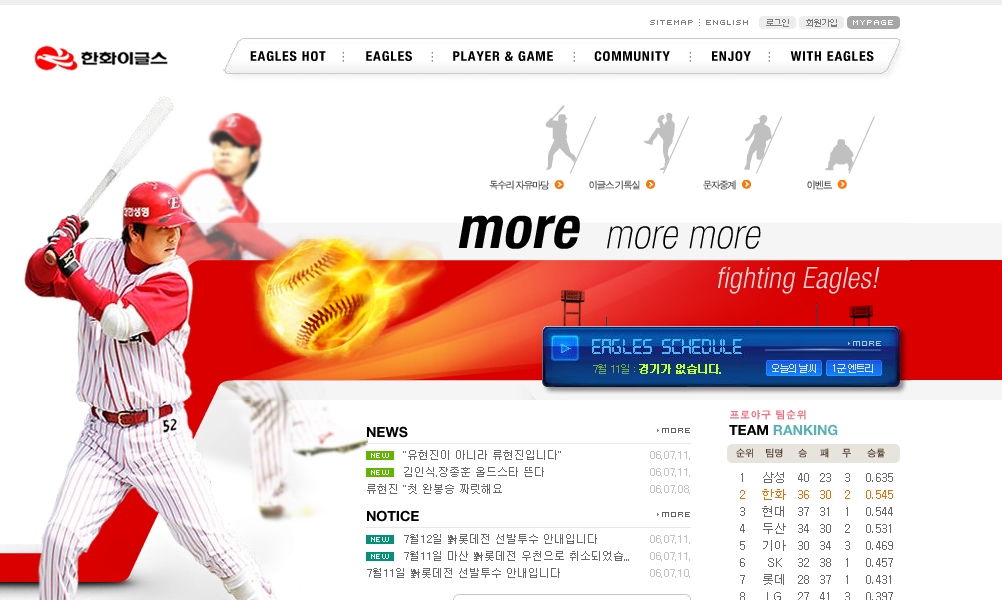 SITEMAP ENGLISH 로그인 회원가입 MYPAGE
한화이글스
EAGLES HOT EAGLES PLAYER & GAME COMMUNITY ENJOY WITH EAGLES
독수리 자유마당 이글스 기록실 문자중계 이벤트
more more more
fighting Eagles!
EAGLES SCHEDULE MORE
7월 11일 : 경기가 없습니다. 오늘의 날씨 1군 엔트리
52
NEWS MORE
NEW "유현진이 아니라 류현진입니다" 06.07.11.
NEW 김인식,장종훈 올드스타 뜬다 06.07.11.
류현진 "첫 완봉승 짜릿해요 06.07.08.
NOTICE MORE
NEW 7월12일 對롯데전 선발투수 안내입니다 06.07.11.
NEW 7월11일 마산 對롯데전 우천으로 취소되었습... 06.07.11.
7월11일 對롯데전 선발투수 안내입니다 06.07.10.
프로야구 팀순위
TEAM RANKING
순위 팀명 승 패 무 승률
1 삼성 40 23 3 0.635
2 한화 36 30 2 0.545
3 현대 37 31 1 0.544
4 두산 34 30 2 0.531
5 기아 30 34 3 0.469
6 SK 32 38 1 0.457
7 롯데 28 37 1 0.431
8 LG 27 41 3 0.397